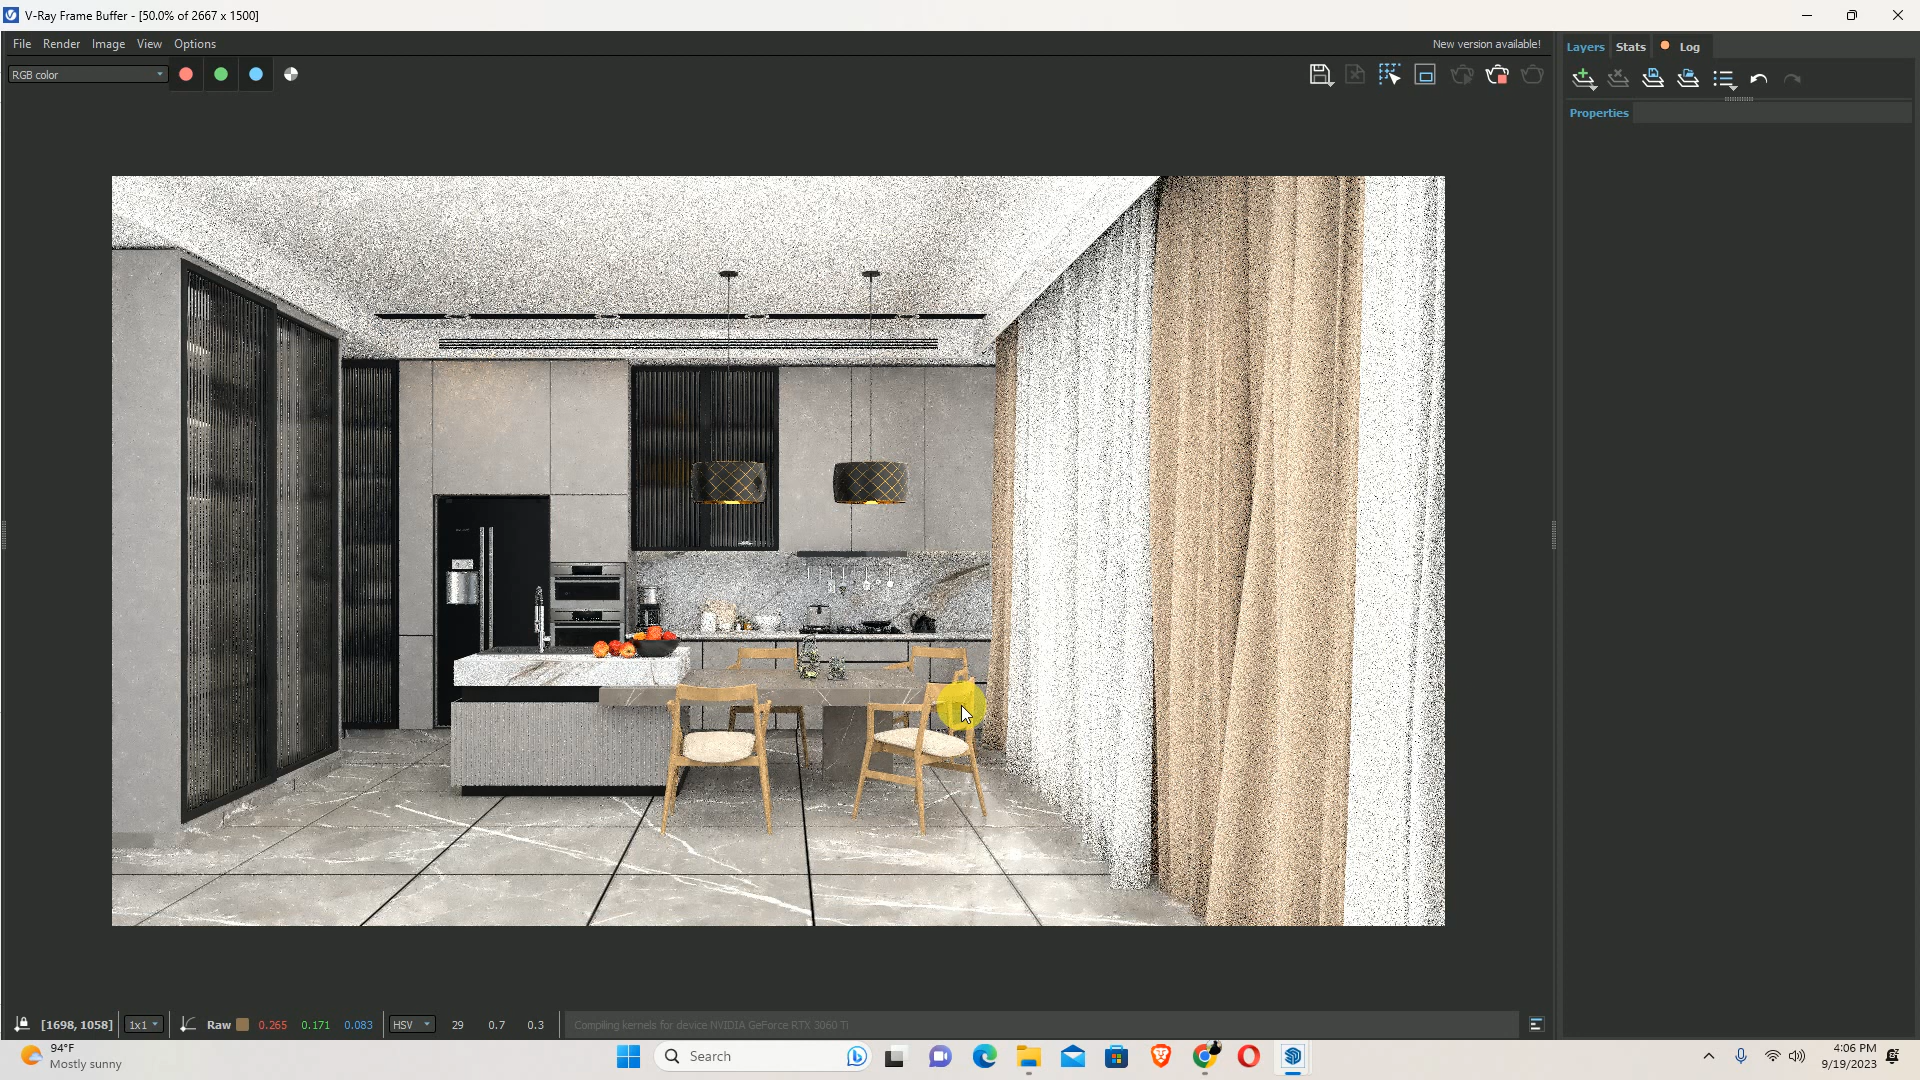 V-Ray Frame Buffer - [50.0% of 2667 x 1500]
File Render Image View Options
New version available!
Layers Stats Log
RGB color
Properties
[1698, 1058] 1x1 Raw 0.265 0.171 0.083 HSV 29 0.7 0.3 Compiling kernels for device NVIDIA GeForce RTX 3060 Ti
94°F
Mostly sunny
Search
4:06 PM
9/19/2023